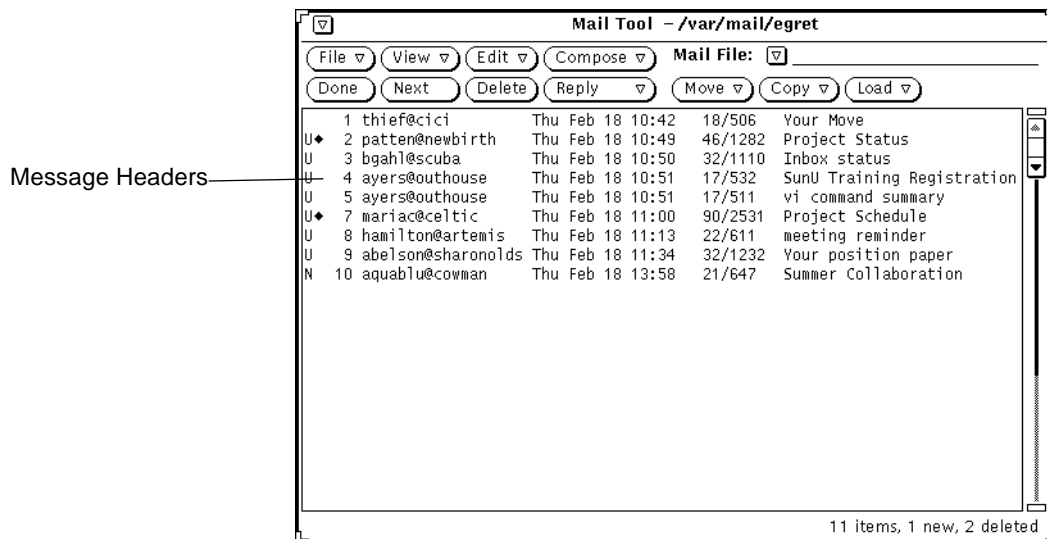 Mail Tool – /var/mail/egret
File View Edit Compose Mail File:
Done Next Delete Reply Move Copy Load
1 thief@cici Thu Feb 18 10:42 18/506 Your Move
U◆ 2 patten@newbirth Thu Feb 18 10:49 46/1282 Project Status
U 3 bgahl@scuba Thu Feb 18 10:50 32/1110 Inbox status
Message Headers
U 4 ayers@outhouse Thu Feb 18 10:51 17/532 SunU Training Registration
U 5 ayers@outhouse Thu Feb 18 10:51 17/511 vi command summary
U◆ 7 mariac@celtic Thu Feb 18 11:00 90/2531 Project Schedule
U 8 hamilton@artemis Thu Feb 18 11:13 22/611 meeting reminder
U 9 abelson@sharonolds Thu Feb 18 11:34 32/1232 Your position paper
N 10 aquablu@cowman Thu Feb 18 13:58 21/647 Summer Collaboration
11 items, 1 new, 2 deleted